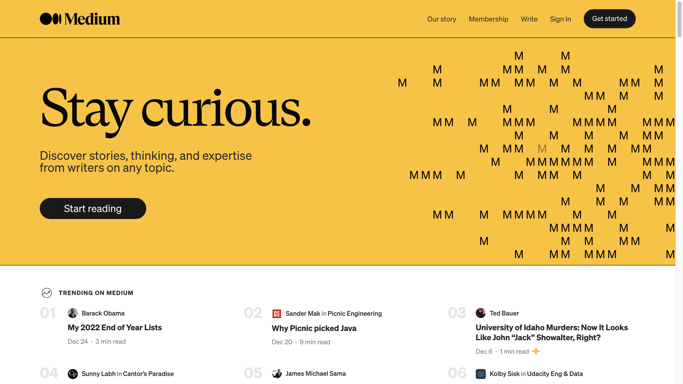 Medium
Our story
Membership
Write
Sign In
Get started
M M
M M M M M M
M M M M M M M M M M M
M M M M
M M M
M M M M M M M M M M M M
M M M M
M M M M M M M M
M M M M M M M M M M
M M M M M M M
M M M M
M M M M
M M M M M M M M M
M M M M M M
M M M M
M M M M M M M
Stay curious.
Discover stories, thinking, and expertise
from writers on any topic.
Start reading
TRENDING ON MEDIUM
01
Barack Obama
My 2022 End of Year Lists
Dec 24 · 3 min read
02
Sander Mak in Picnic Engineering
Why Picnic picked Java
Dec 20 · 9 min read
03
Ted Bauer
University of Idaho Murders: Now It Looks
Like John “Jack” Showalter, Right?
Dec 6 · 1 min read
04
Sunny Labh in Cantor's Paradise
05
James Michael Sama
06
Kolby Sisk in Udacity Eng & Data